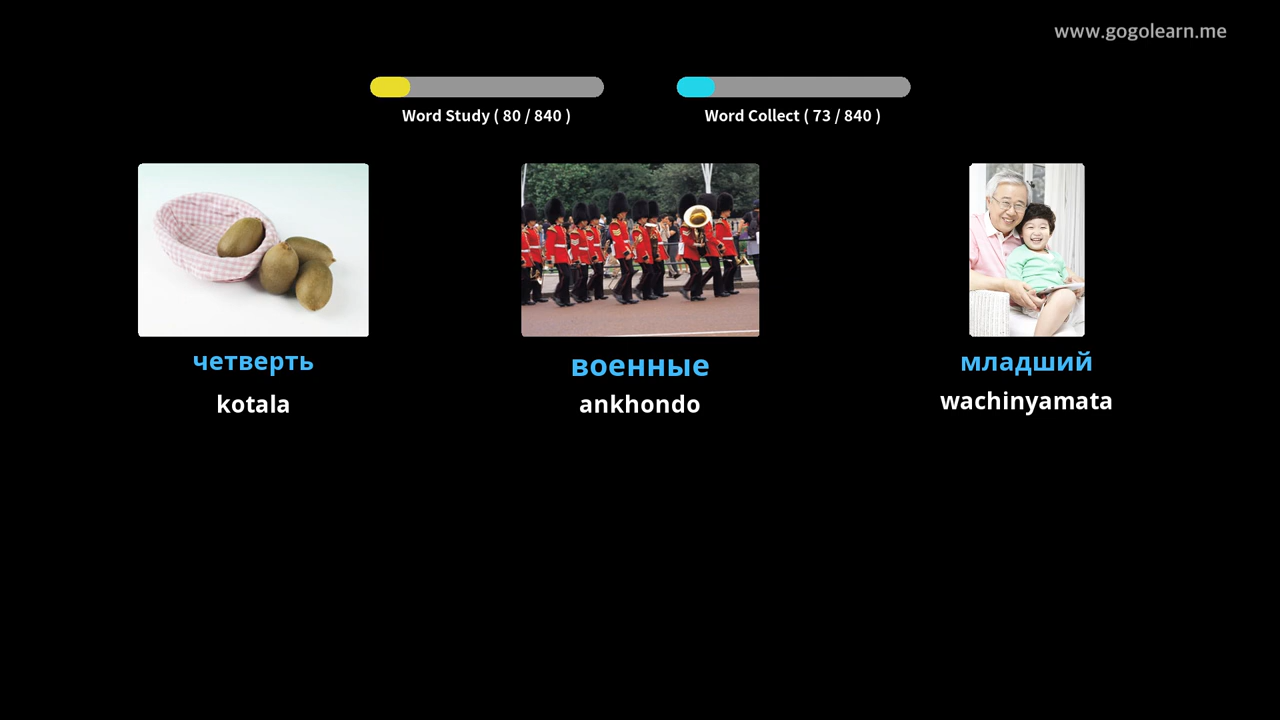 www.gogolearn.me
Word Study ( 80 / 840 )
Word Collect ( 73 / 840 )
четверть
военные
младший
kotala
ankhondo
wachinyamata